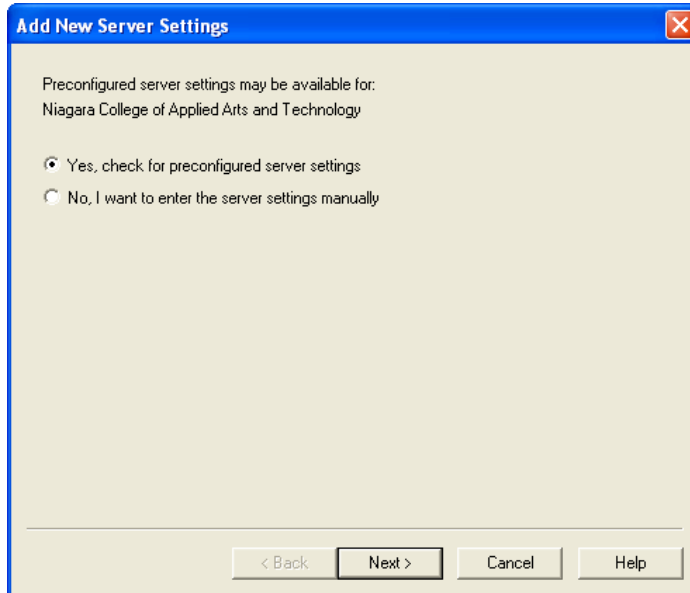 Add New Server Settings
Preconfigured server settings may be available for:
Niagara College of Applied Arts and Technology
Yes, check for preconfigured server settings
No, I want to enter the server settings manually
< Back
Next >
Cancel
Help